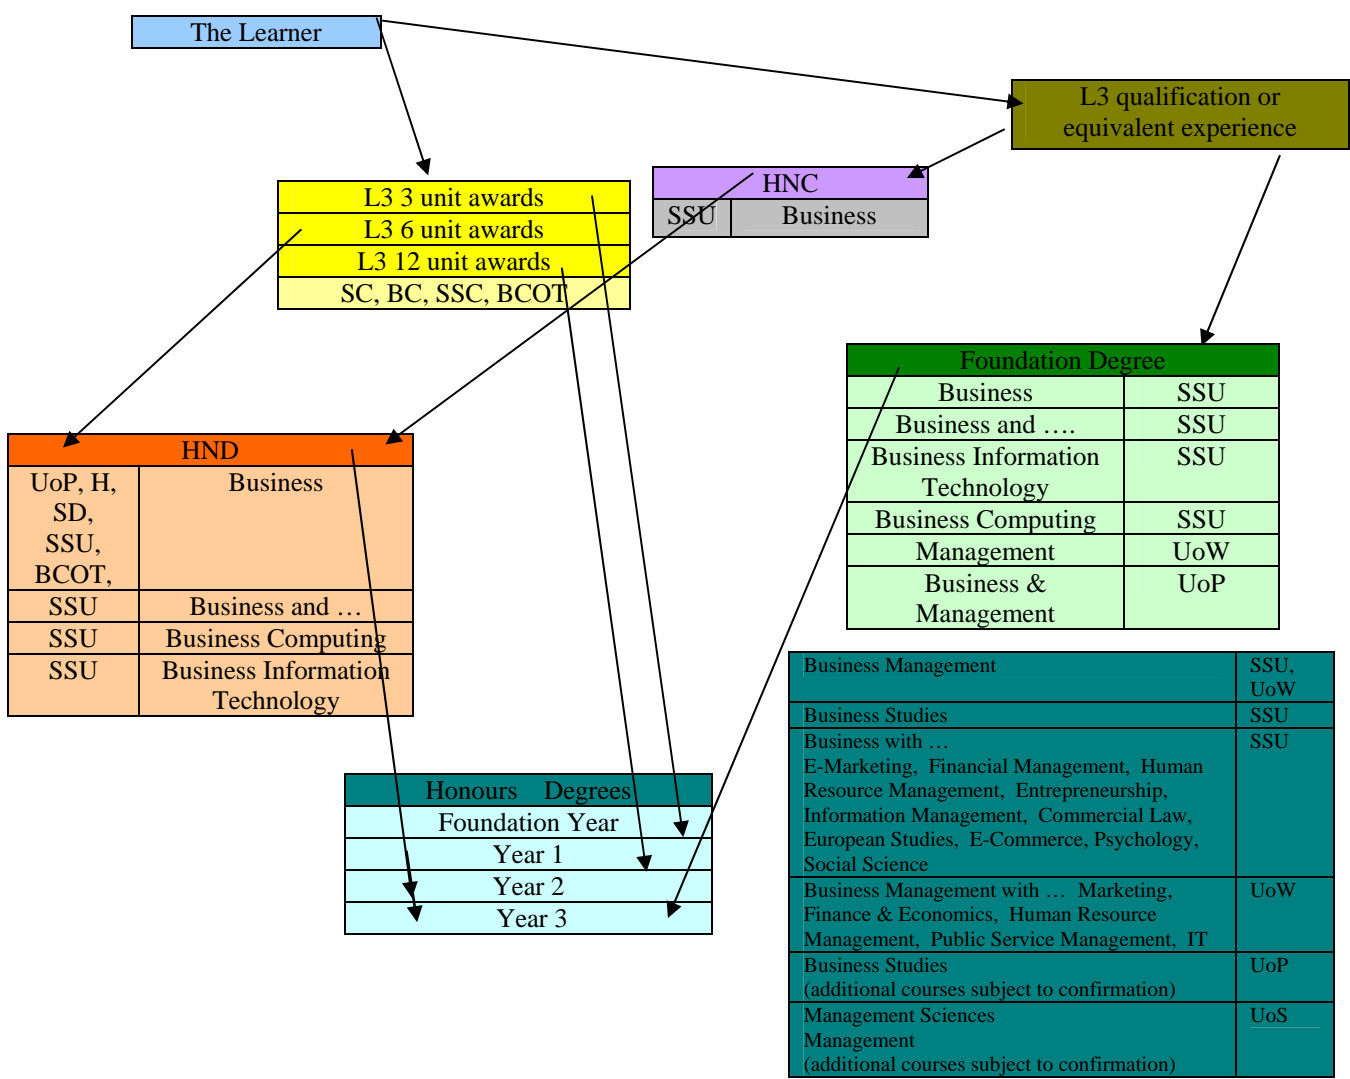 The Learner
L3 qualification or
equivalent experience
HNC
SSU Business
L3 3 unit awards
L3 6 unit awards
L3 12 unit awards
SC, BC, SSC, BCOT
Foundation Degree
Business SSU
Business and …. SSU
Business Information SSU
Technology
Business Computing SSU
Management UoW
Business & UoP
Management
HND
UoP, H, Business
SD,
SSU,
BCOT,
SSU Business and …
SSU Business Computing
SSU Business Information
Technology
Honours Degrees
Foundation Year
Year 1
Year 2
Year 3
Business Management SSU,
UoW
Business Studies SSU
Business with … SSU
E-Marketing, Financial Management, Human
Resource Management, Entrepreneurship,
Information Management, Commercial Law,
European Studies, E-Commerce, Psychology,
Social Science
Business Management with … Marketing, UoW
Finance & Economics, Human Resource
Management, Public Service Management, IT
Business Studies UoP
(additional courses subject to confirmation)
Management Sciences UoS
Management
(additional courses subject to confirmation)